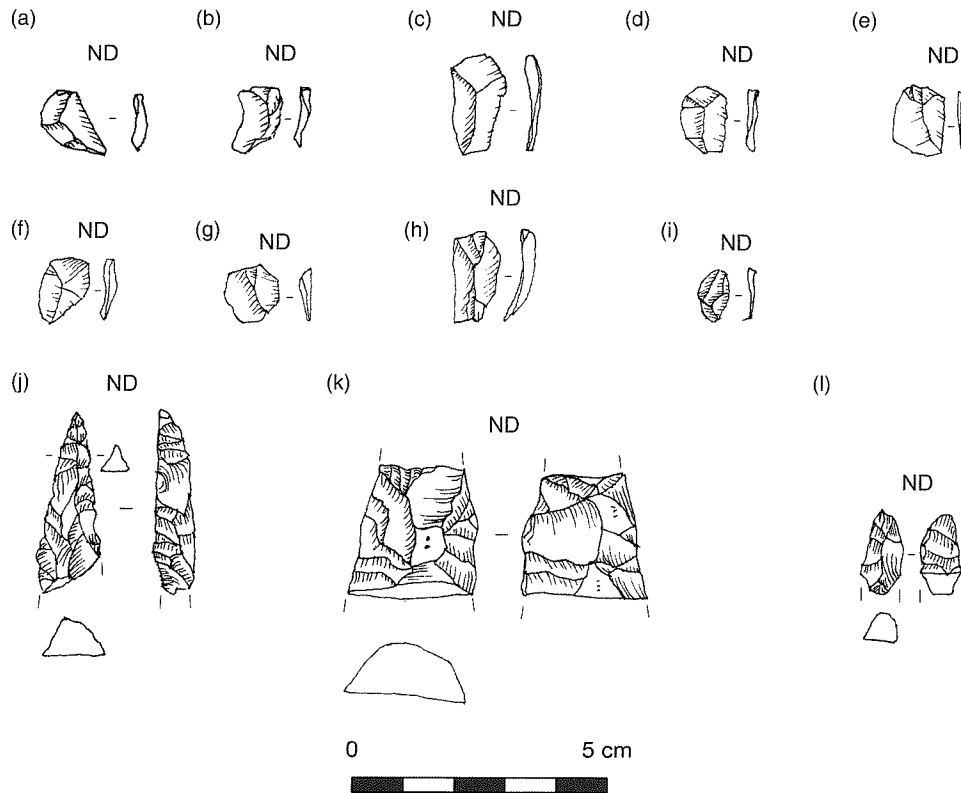 (a) (b) (c) (d) (e)
ND ND ND ND ND
(f) (g) (h) (i)
ND ND ND ND
(j) (k) (l)
ND ND ND
0 5 cm